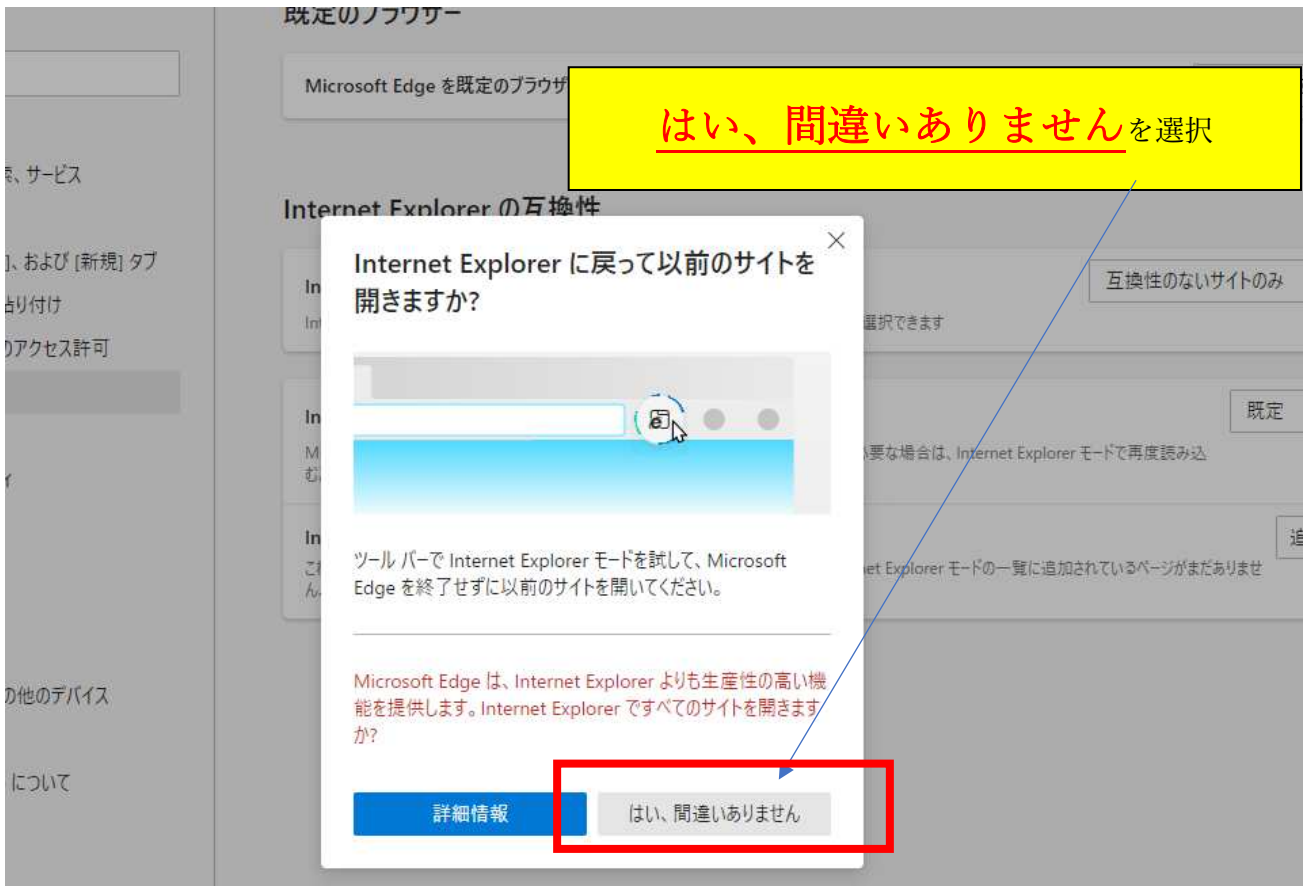 既定のブラウザー
Microsoft Edge を既定のブラウザ
はい、間違いありませんを選択
、サービス
Internet Explorer の互換性
]、および [新規] タブ
互換性のないサイトのみ
Internet Explorer に戻って以前のサイトを
開きますか?
In
In
選択できます
貼り付け
のアクセス許可
In
既定
M
必要な場合は、Internet Explorer モードで再度読み込
む
In
追
ツール バーで Internet Explorer モードを試して、Microsoft
Edge を終了せずに以前のサイトを開いてください。
これ
net Explorer モードの一覧に追加されているページがまだありませ
ん
Microsoft Edge は、Internet Explorer よりも生産性の高い機
能を提供します。Internet Explorer ですべてのサイトを開きます
か?
の他のデバイス
について
詳細情報
はい、間違いありません